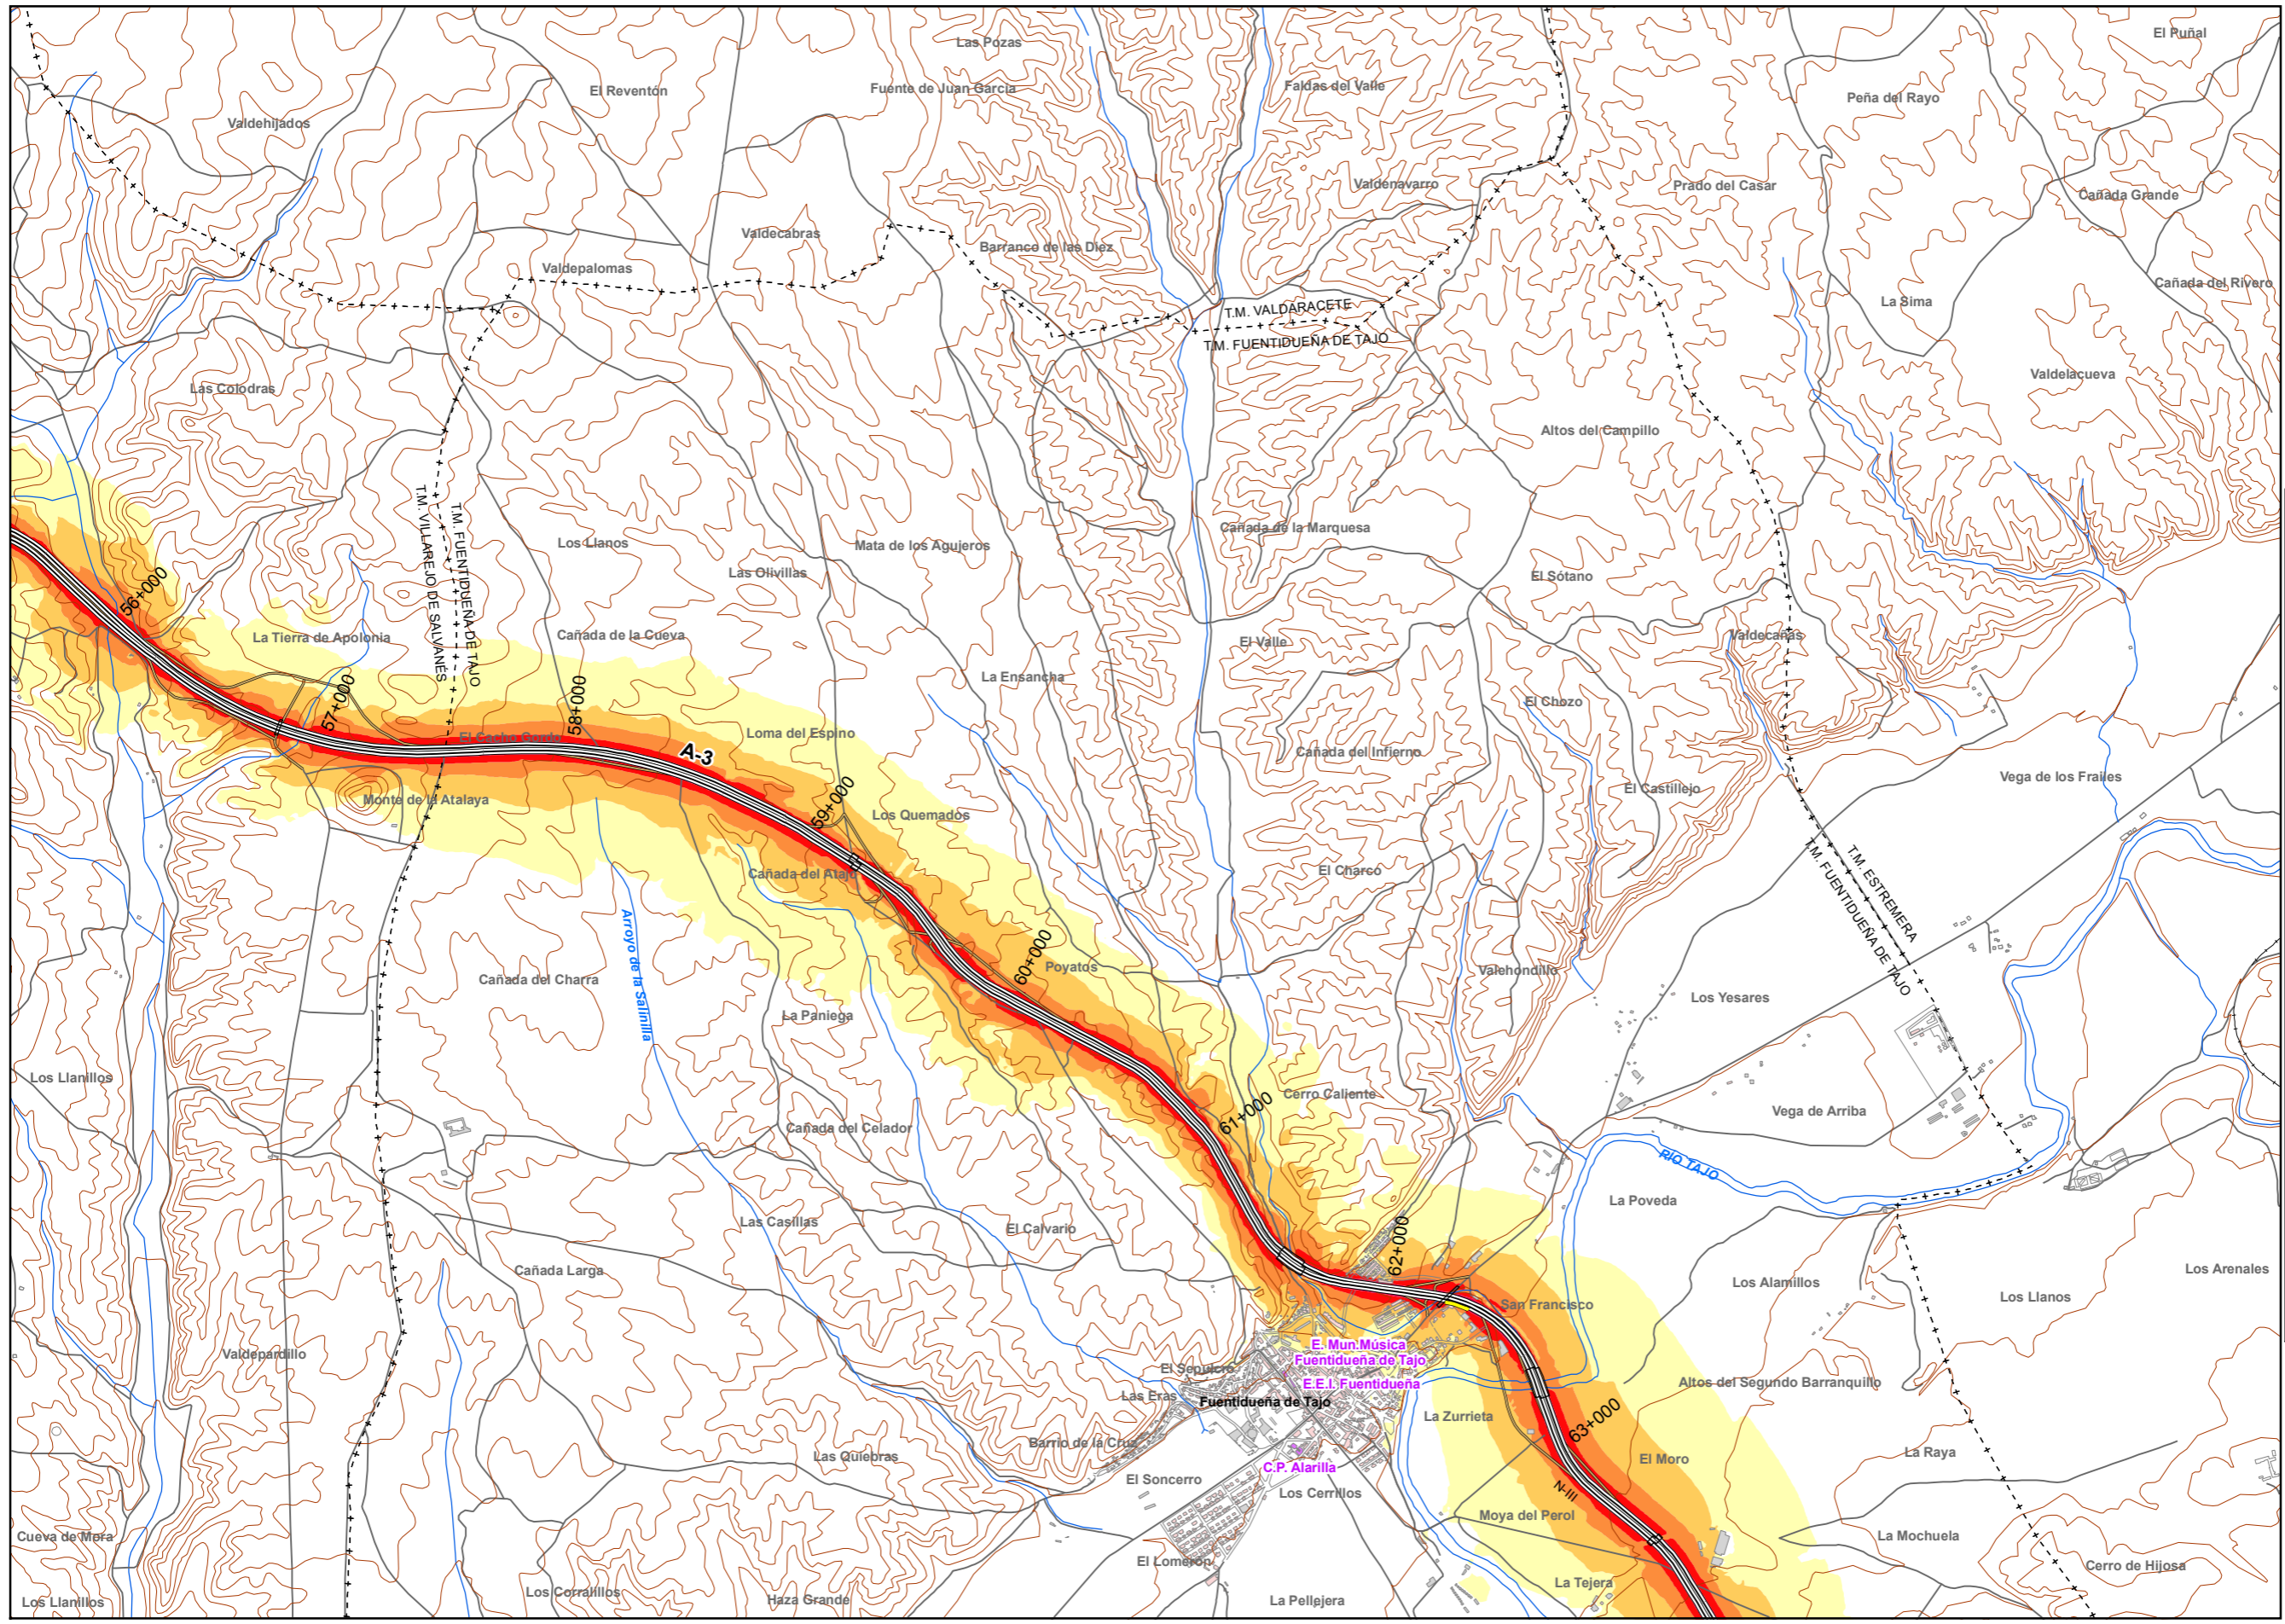 Las Pozas
El Puñal
El Reventón
Fuente de Juan García
Faldas del Valle
Peña del Rayo
Valdehijados
Valdenavarro
Prado del Casar
Cañada Grande
Valdecabras
Barranco de las Diez
Valdepalomas
Cañada del Rivero
La Sima
T.M. VALDARACETE
T.M. FUENTIDUEÑA DE TAJO
Las Colodras
Valdelacueva
Altos del Campillo
T.M. VILLAREJO DE SALVANÉS
T.M. FUENTIDUEÑA DE TAJO
Cañada de la Marquesa
Los Llanos
Mata de los Agujeros
Las Olivillas
El Sótano
56+000
La Tierra de Apolonia
Cañada de la Cueva
El Valle
Valdecañas
La Ensancha
57+000
58+000
El Chozo
El Cacho Gordo
A-3
Loma del Espino
Cañada del Infierno
Vega de los Frailes
Monte de la Atalaya
59+000
Los Quemados
El Castillejo
Cañada del Atajo
El Charco
T.M. ESTREMERA
T.M. FUENTIDUEÑA DE TAJO
Arroyo de la Salinilla
60+000
Poyatos
Cañada del Charra
Valehondillo
Los Yesares
La Paniega
Los Llanillos
Cerro Caliente
61+000
Vega de Arriba
Cañada del Celador
RÍO TAJO
La Poveda
Las Casillas
El Calvario
62+000
Cañada Larga
Los Alamillos
Los Arenales
Los Llanos
San Francisco
E. Mun.Música
Fuentidueña de Tajo
Valdepardillo
El Sepulcro
E.E.I. Fuentidueña
Altos del Segundo Barranquillo
Las Eras
Fuentidueña de Tajo
La Zurrieta
63+000
Barrio de la Cruz
Las Quiebras
La Raya
El Moro
C.P. Alarilla
El Soncerro
Los Cerrillos
N-III
Moya del Perol
Cueva de Mora
La Mochuela
El Lomerón
Cerro de Hijosa
La Tejera
Los Corralillos
Haza Grande
La Pellejera
Los Llanillos